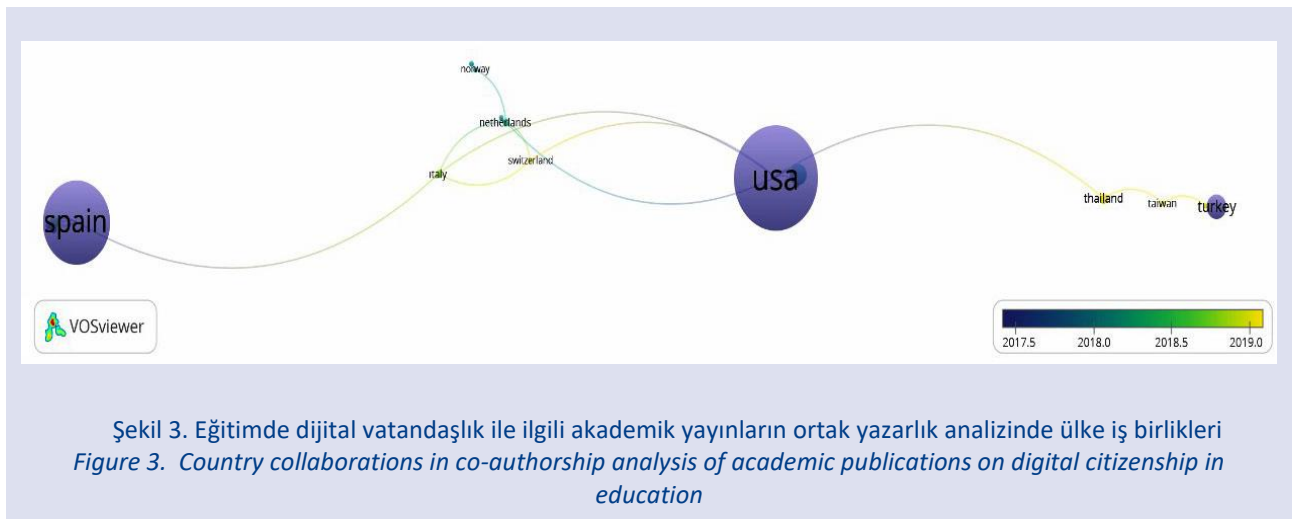 norway
netherlands
switzerland
italy
usa
spain
thailand
taiwan
turkey
VOSviewer
2017.5 2018.0 2018.5 2019.0
Şekil 3. Eğitimde dijital vatandaşlık ile ilgili akademik yayınların ortak yazarlık analizinde ülke iş birlikleri
Figure 3. Country collaborations in co-authorship analysis of academic publications on digital citizenship in
education